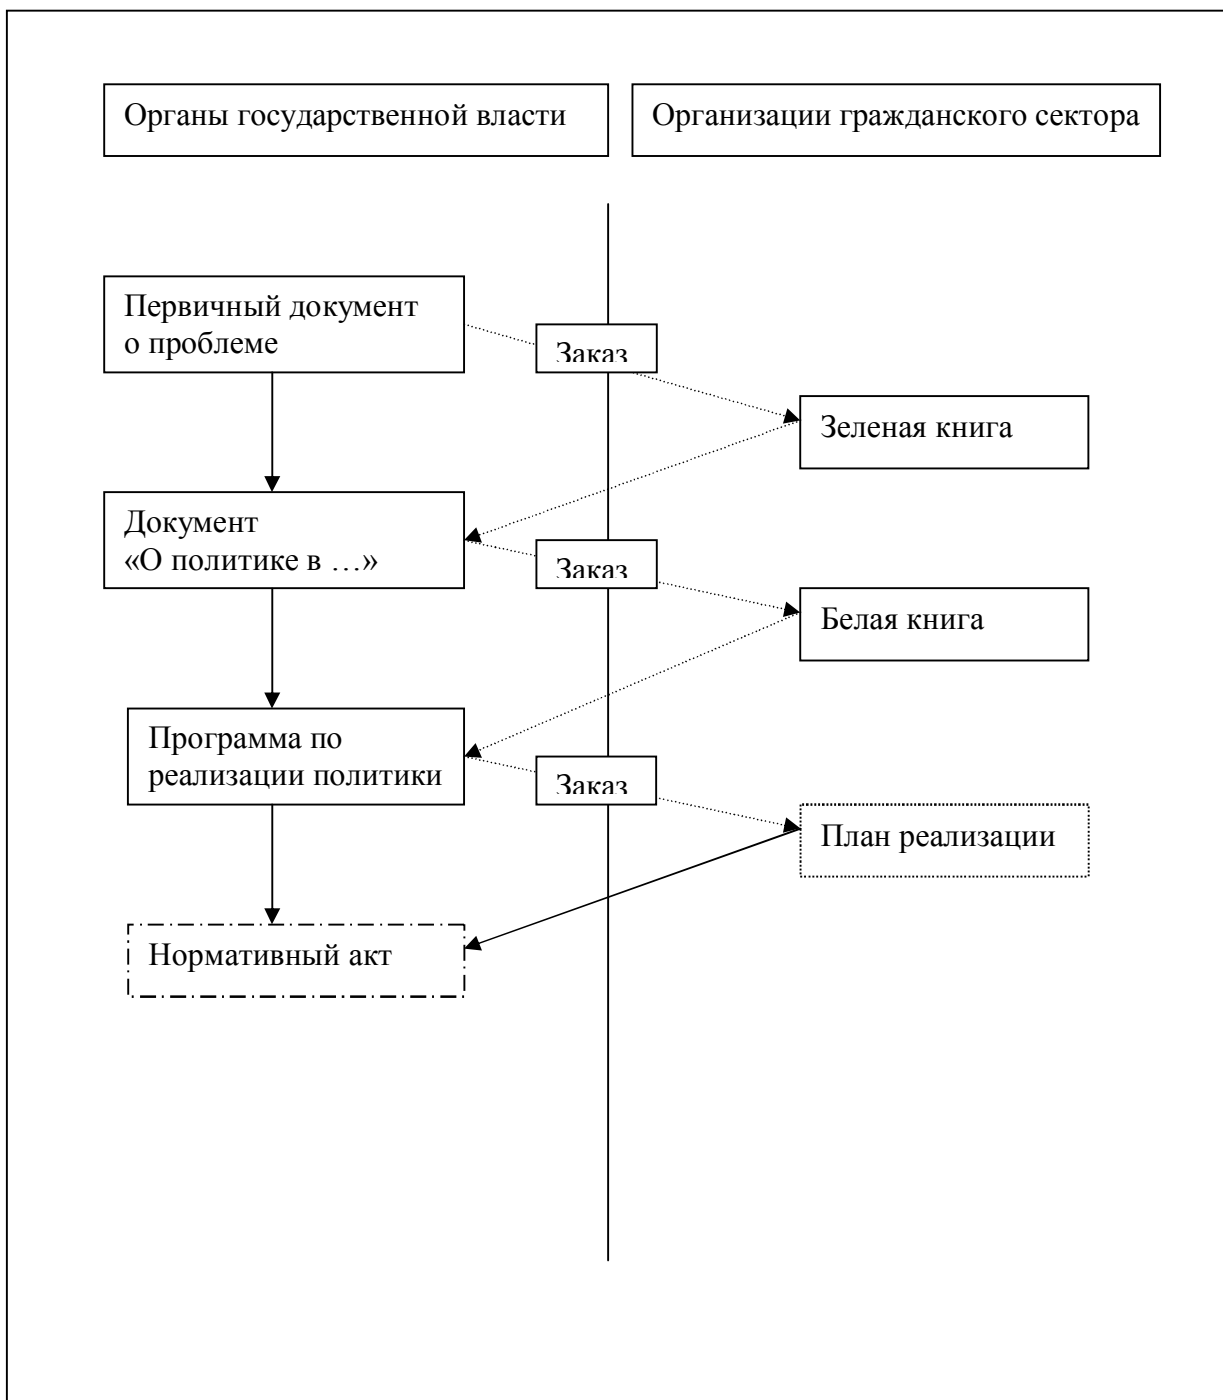 Органы государственной власти
Организации гражданского сектора
Первичный документ
о проблеме
Заказ
Зеленая книга
Документ
«О политике в …»
Заказ
Белая книга
Программа по
реализации политики
Заказ
План реализации
Нормативный акт